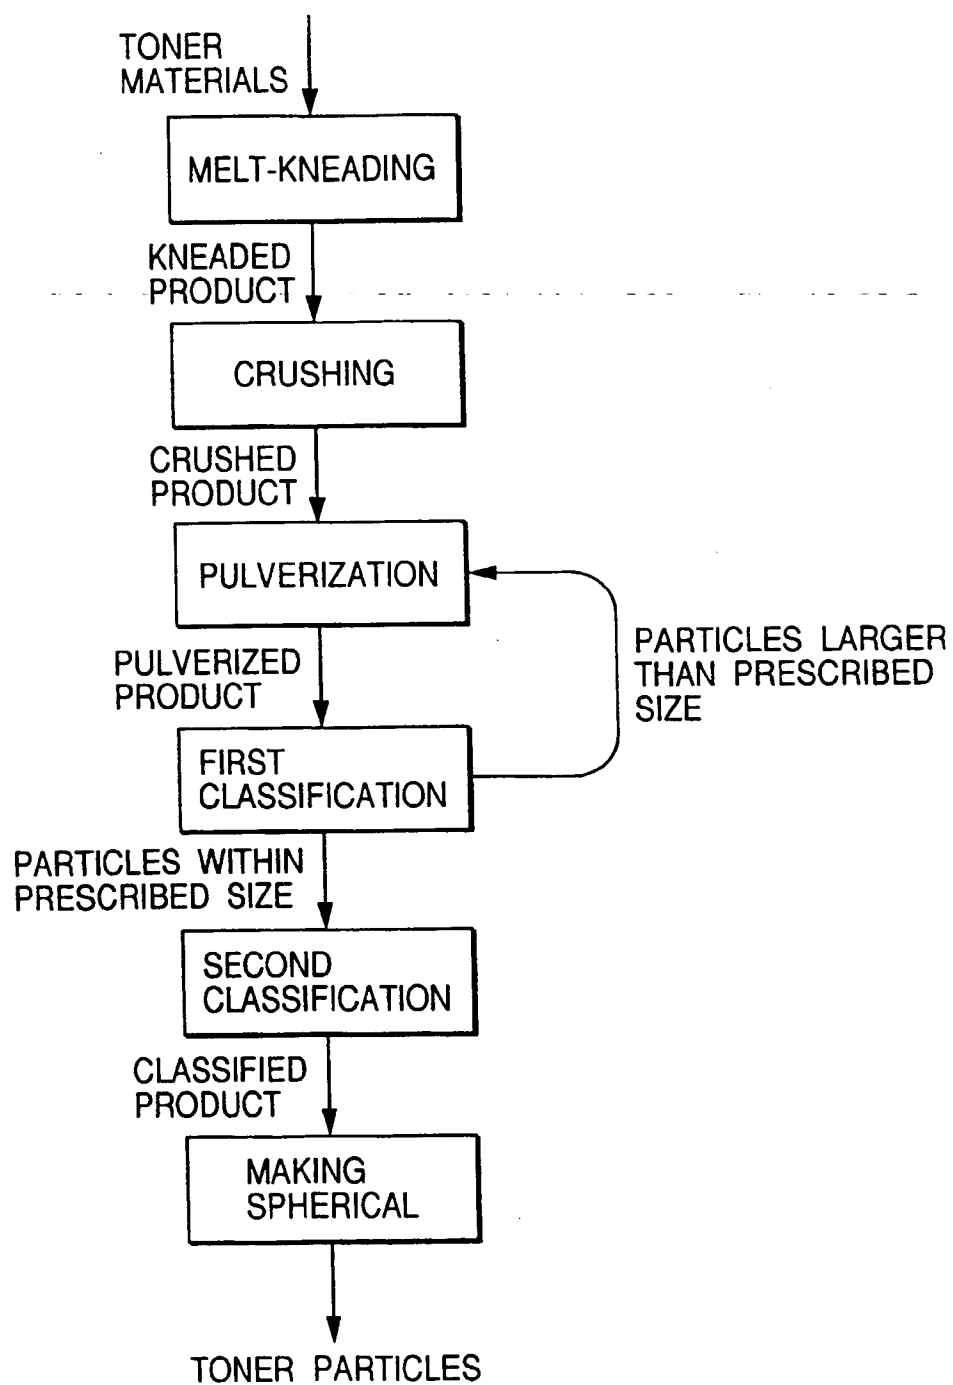 TONER
MATERIALS
MELT-KNEADING
KNEADED
PRODUCT
CRUSHING
CRUSHED
PRODUCT
PULVERIZATION
PARTICLES LARGER
THAN PRESCRIBED
SIZE
PULVERIZED
PRODUCT
FIRST
CLASSIFICATION
PARTICLES WITHIN
PRESCRIBED SIZE
SECOND
CLASSIFICATION
CLASSIFIED
PRODUCT
MAKING
SPHERICAL
TONER PARTICLES